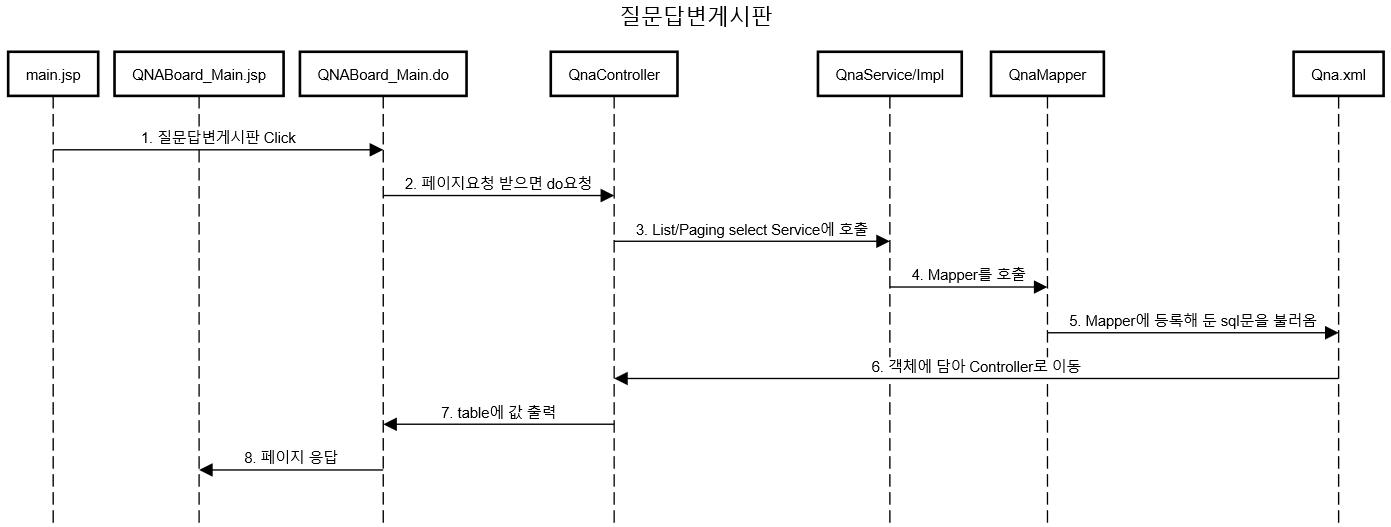 질문답변게시판
main.jsp
QNABoard_Main.jsp
QNABoard_Main.do
QnaController
QnaService/Impl
QnaMapper
Qna.xml
1. 질문답변게시판 Click
2. 페이지요청 받으면 do요청
3. List/Paging select Service에 호출
4. Mapper를 호출
5. Mapper에 등록해 둔 sql문을 불러옴
6. 객체에 담아 Controller로 이동
7. table에 값 출력
8. 페이지 응답